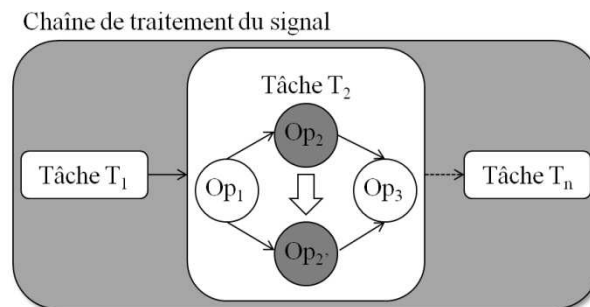 Chaîne de traitement du signal
Tâche T₂
Op₂
Tâche T₁
Op₁
Op₃
Tâche Tₙ
Op₂'